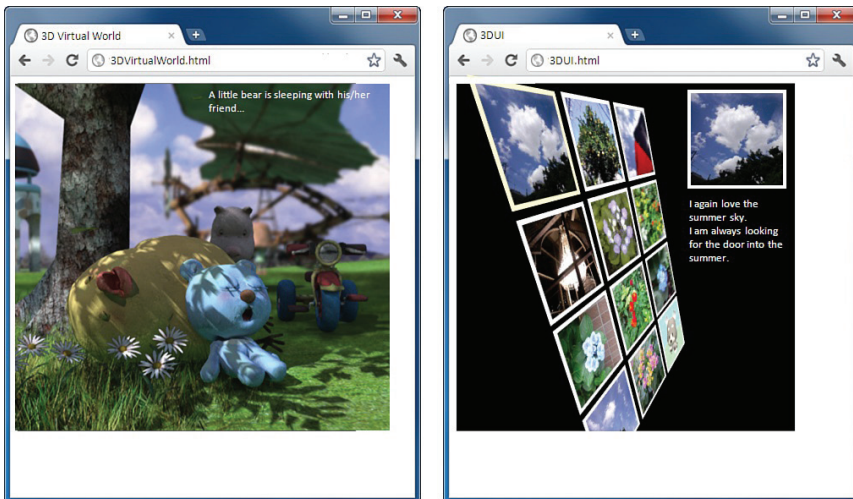 3D Virtual World
3DVirtualWorld.html
A little bear is sleeping with his/her
friend...
3DUI
3DUI.html
I again love the
summer sky.
I am always looking
for the door into the
summer.